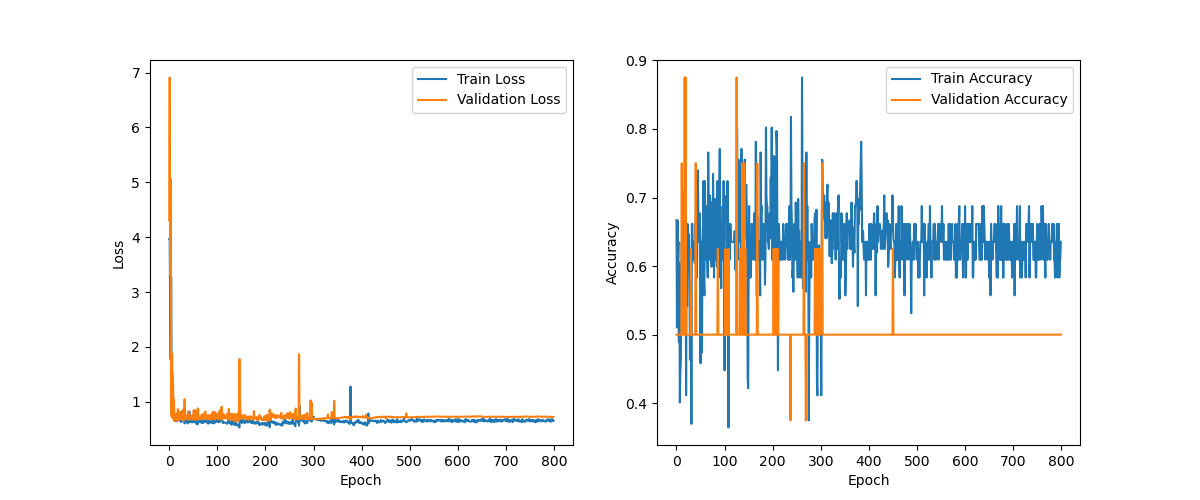 7
6
5
4
3
2
1
Loss
0 100 200 300 400 500 600 700 800
Epoch
Train Loss
Validation Loss
0.9
0.8
0.7
0.6
0.5
0.4
Accuracy
0 100 200 300 400 500 600 700 800
Epoch
Train Accuracy
Validation Accuracy